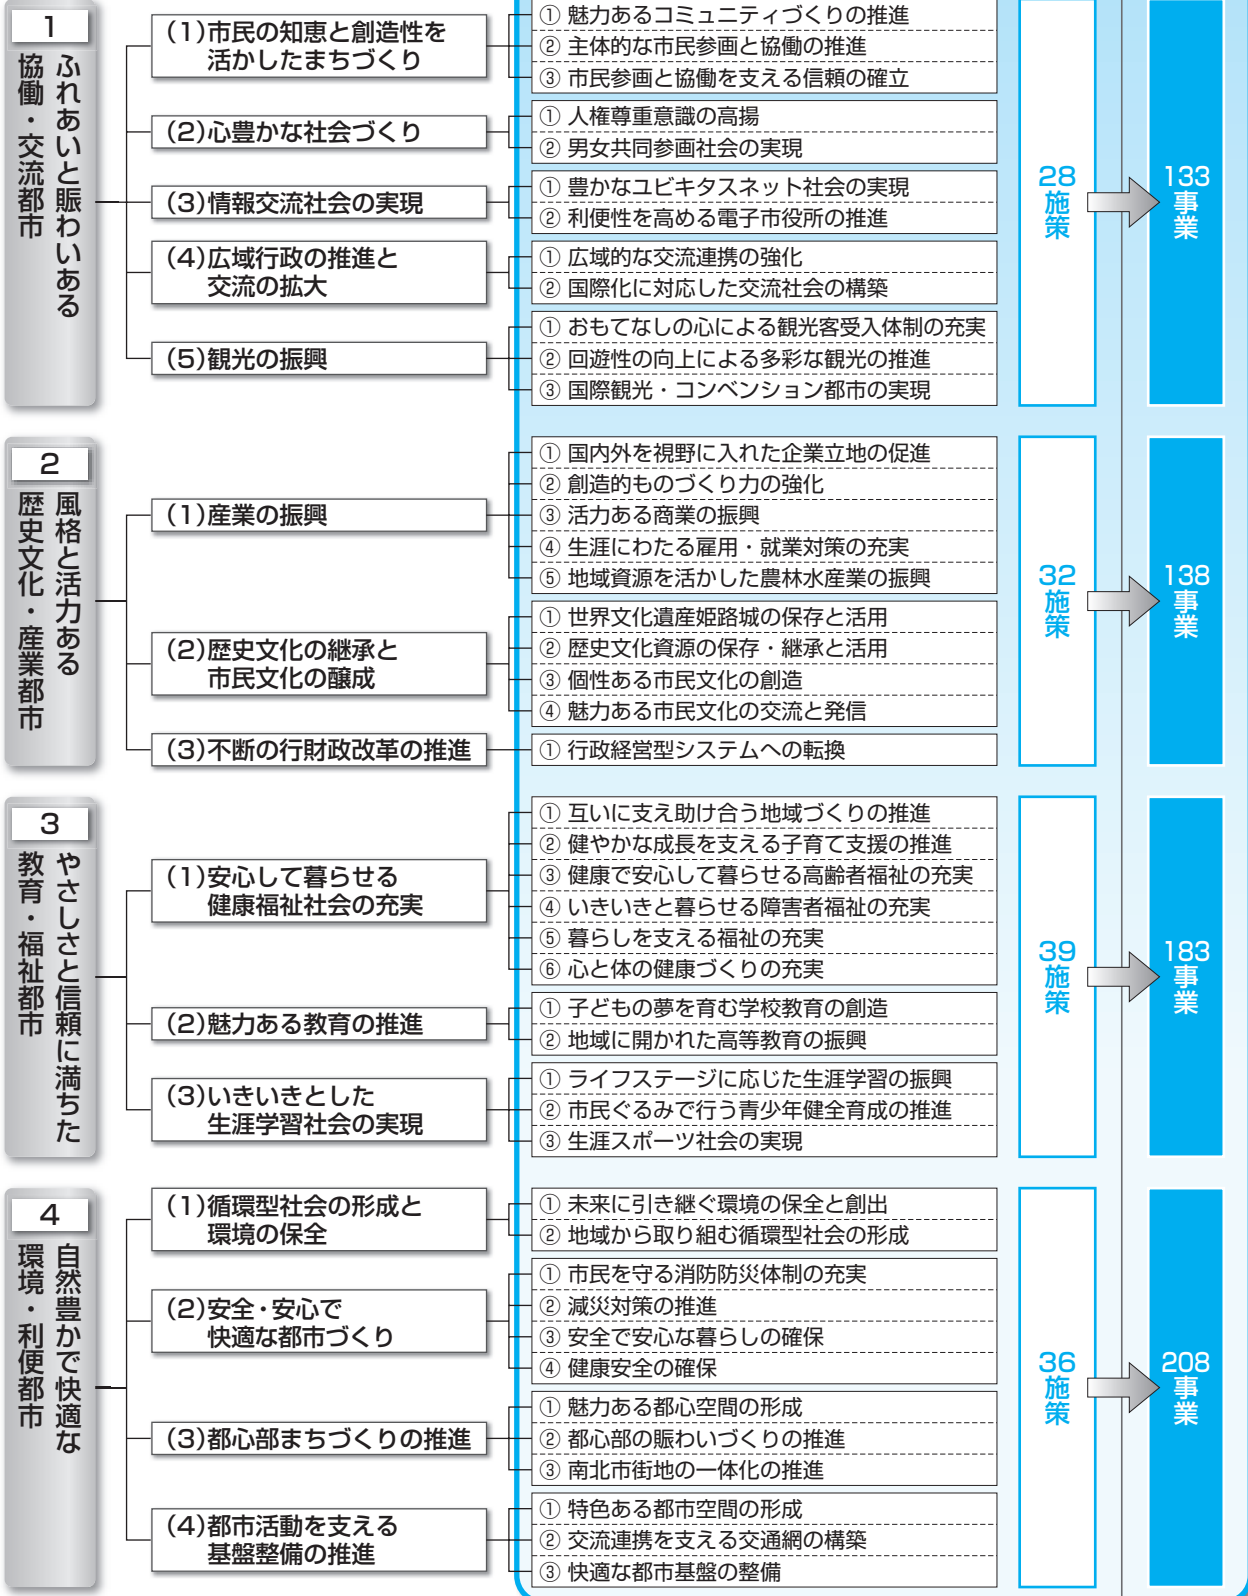 1
ふれあいと賑わいある
協働・交流都市
(1)市民の知恵と創造性を
活かしたまちづくり
① 魅力あるコミュニティづくりの推進
② 主体的な市民参画と協働の推進
③ 市民参画と協働を支える信頼の確立
(2)心豊かな社会づくり
① 人権尊重意識の高揚
② 男女共同参画社会の実現
(3)情報交流社会の実現
① 豊かなユビキタスネット社会の実現
② 利便性を高める電子市役所の推進
(4)広域行政の推進と
交流の拡大
① 広域的な交流連携の強化
② 国際化に対応した交流社会の構築
(5)観光の振興
① おもてなしの心による観光客受入体制の充実
② 回遊性の向上による多彩な観光の推進
③ 国際観光・コンベンション都市の実現
28
施策
133
事業
2
風格と活力ある
歴史文化・産業都市
(1)産業の振興
① 国内外を視野に入れた企業立地の促進
② 創造的ものづくり力の強化
③ 活力ある商業の振興
④ 生涯にわたる雇用・就業対策の充実
⑤ 地域資源を活かした農林水産業の振興
(2)歴史文化の継承と
市民文化の醸成
① 世界文化遺産姫路城の保存と活用
② 歴史文化資源の保存・継承と活用
③ 個性ある市民文化の創造
④ 魅力ある市民文化の交流と発信
(3)不断の行財政改革の推進
① 行政経営型システムへの転換
32
施策
138
事業
3
やさしさと信頼に満ちた
教育・福祉都市
(1)安心して暮らせる
健康福祉社会の充実
① 互いに支え助け合う地域づくりの推進
② 健やかな成長を支える子育て支援の推進
③ 健康で安心して暮らせる高齢者福祉の充実
④ いきいきと暮らせる障害者福祉の充実
⑤ 暮らしを支える福祉の充実
⑥ 心と体の健康づくりの充実
(2)魅力ある教育の推進
① 子どもの夢を育む学校教育の創造
② 地域に開かれた高等教育の振興
(3)いきいきとした
生涯学習社会の実現
① ライフステージに応じた生涯学習の振興
② 市民ぐるみで行う青少年健全育成の推進
③ 生涯スポーツ社会の実現
39
施策
183
事業
4
自然豊かで快適な
環境・利便都市
(1)循環型社会の形成と
環境の保全
① 未来に引き継ぐ環境の保全と創出
② 地域から取り組む循環型社会の形成
(2)安全・安心で
快適な都市づくり
① 市民を守る消防防災体制の充実
② 減災対策の推進
③ 安全で安心な暮らしの確保
④ 健康安全の確保
(3)都心部まちづくりの推進
① 魅力ある都心空間の形成
② 都心部の賑わいづくりの推進
③ 南北市街地の一体化の推進
(4)都市活動を支える
基盤整備の推進
① 特色ある都市空間の形成
② 交流連携を支える交通網の構築
③ 快適な都市基盤の整備
36
施策
208
事業